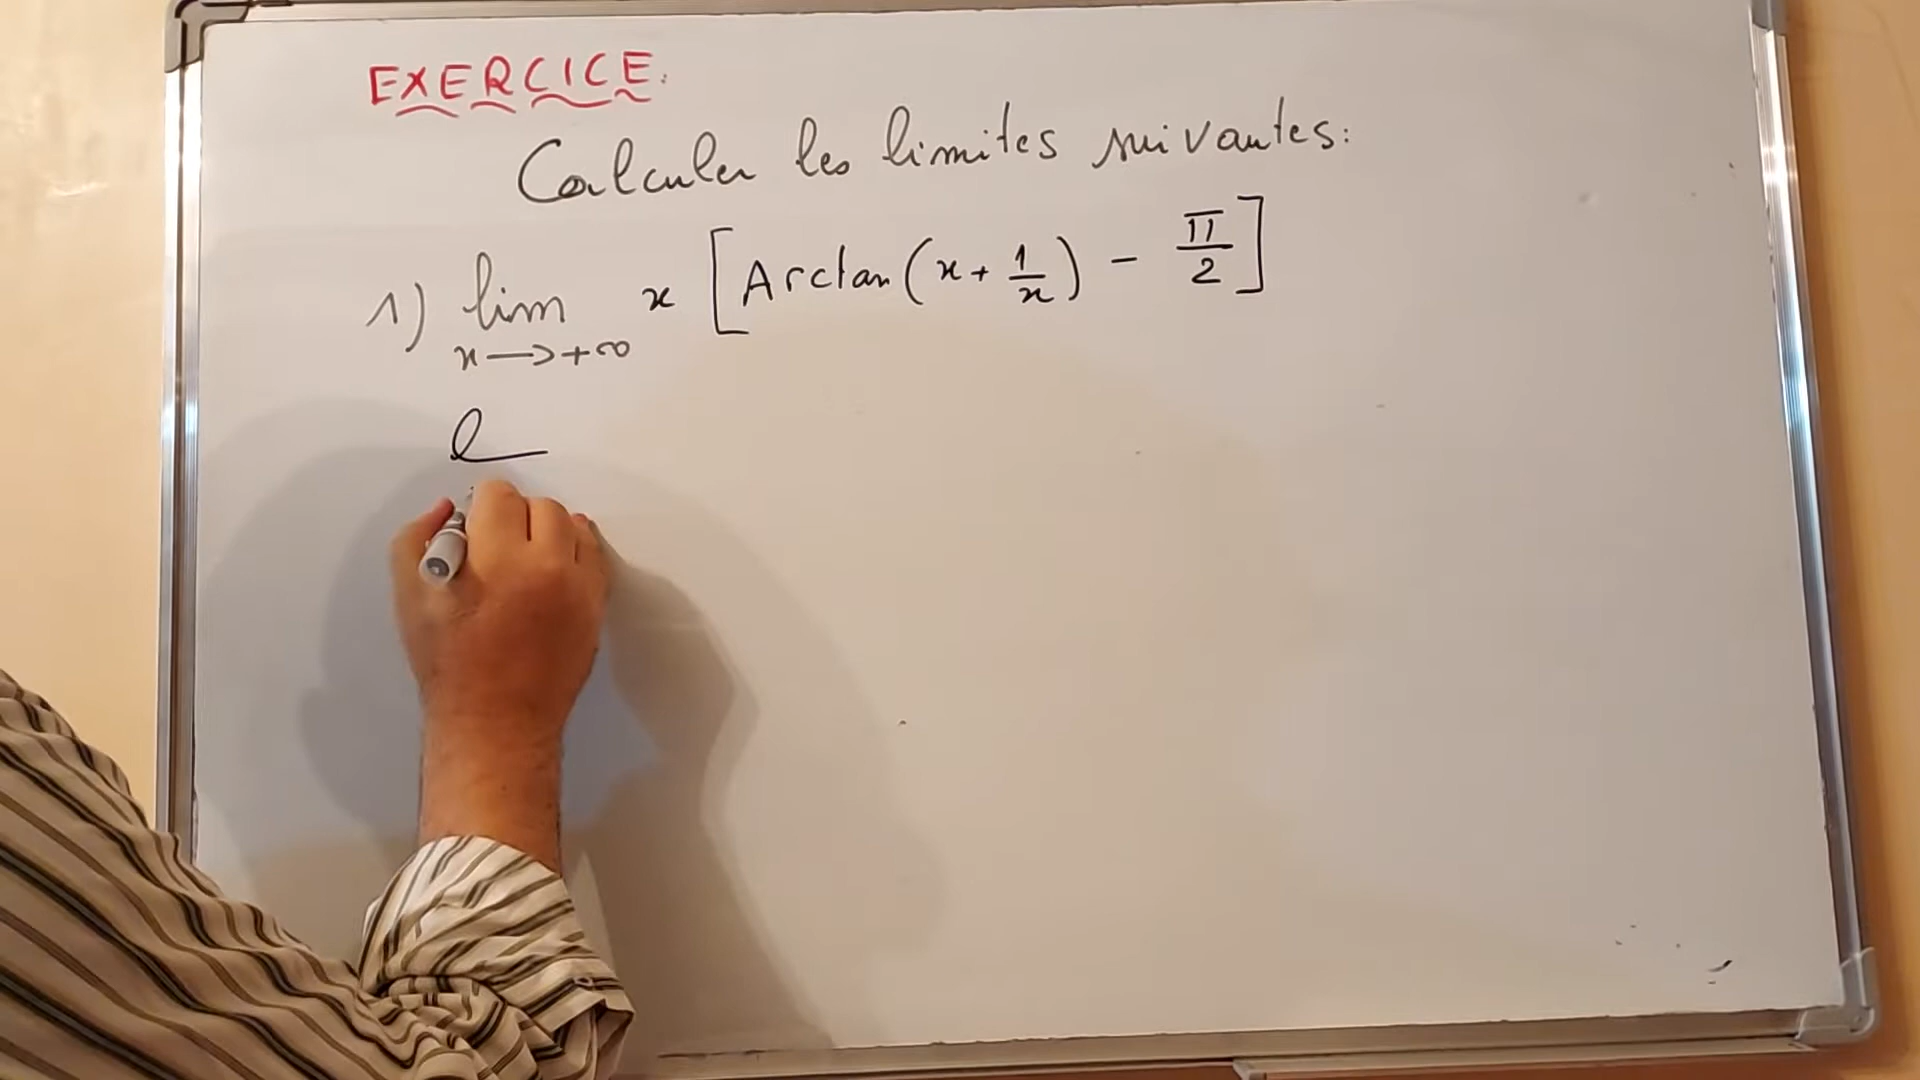 EXERCICE.
Calculer les limites suivantes:
1) lim x [Arctan(x + 1/x) - π/2]
x → +∞
l